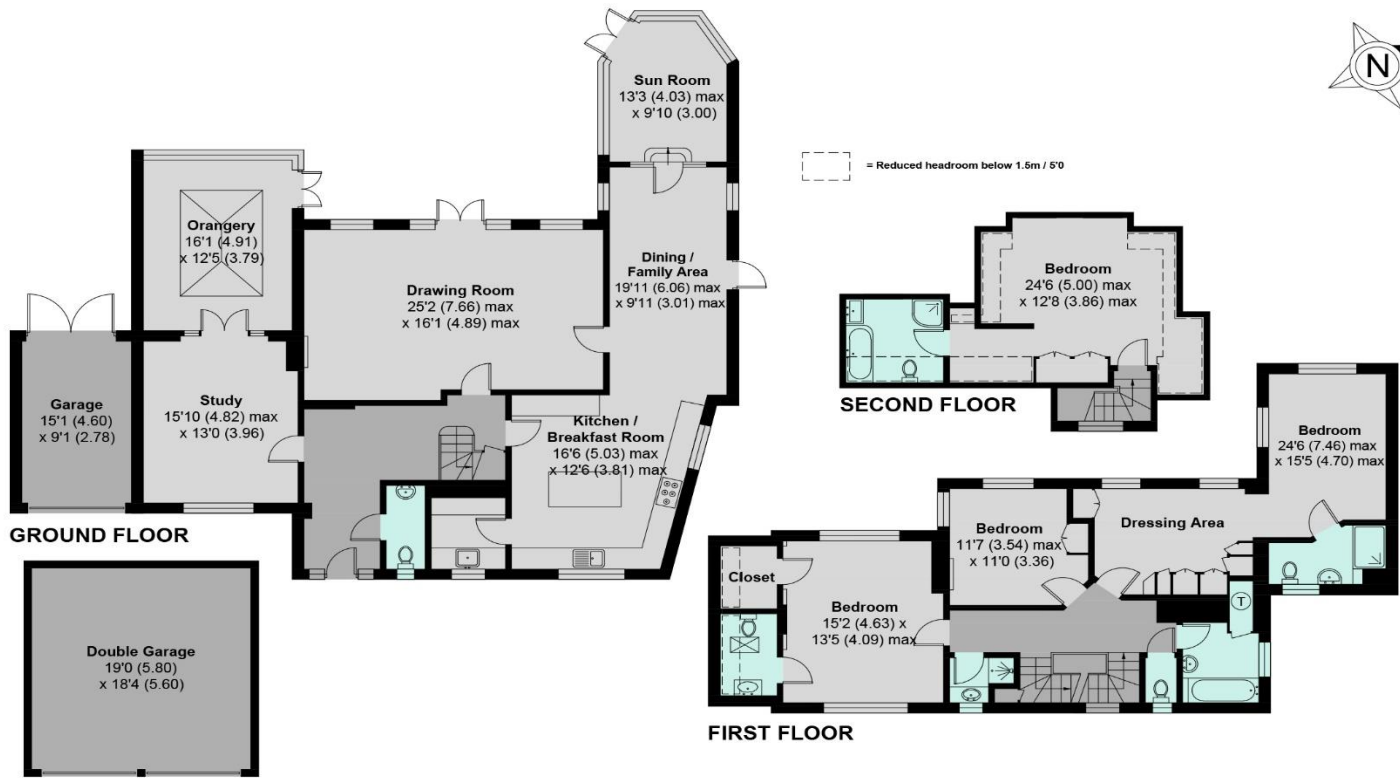 Sun Room
13'3 (4.03) max
x 9'10 (3.00)
N
= Reduced headroom below 1.5m / 5'0
Orangery
16'1 (4.91)
x 12'5 (3.79)
Drawing Room
25'2 (7.66) max
x 16'1 (4.89) max
Dining /
Family Area
19'11 (6.06) max
x 9'11 (3.01) max
Garage
15'1 (4.60)
x 9'1 (2.78)
Study
15'10 (4.82) max
x 13'0 (3.96)
Kitchen /
Breakfast Room
16'6 (5.03) max
x 12'6 (3.81) max
GROUND FLOOR
Double Garage
19'0 (5.80)
x 18'4 (5.60)
Bedroom
24'6 (5.00) max
x 12'8 (3.86) max
SECOND FLOOR
Bedroom
24'6 (7.46) max
x 15'5 (4.70) max
Dressing Area
Bedroom
11'7 (3.54) max
x 11'0 (3.36)
Closet
Bedroom
15'2 (4.63) x
13'5 (4.09) max
T
FIRST FLOOR